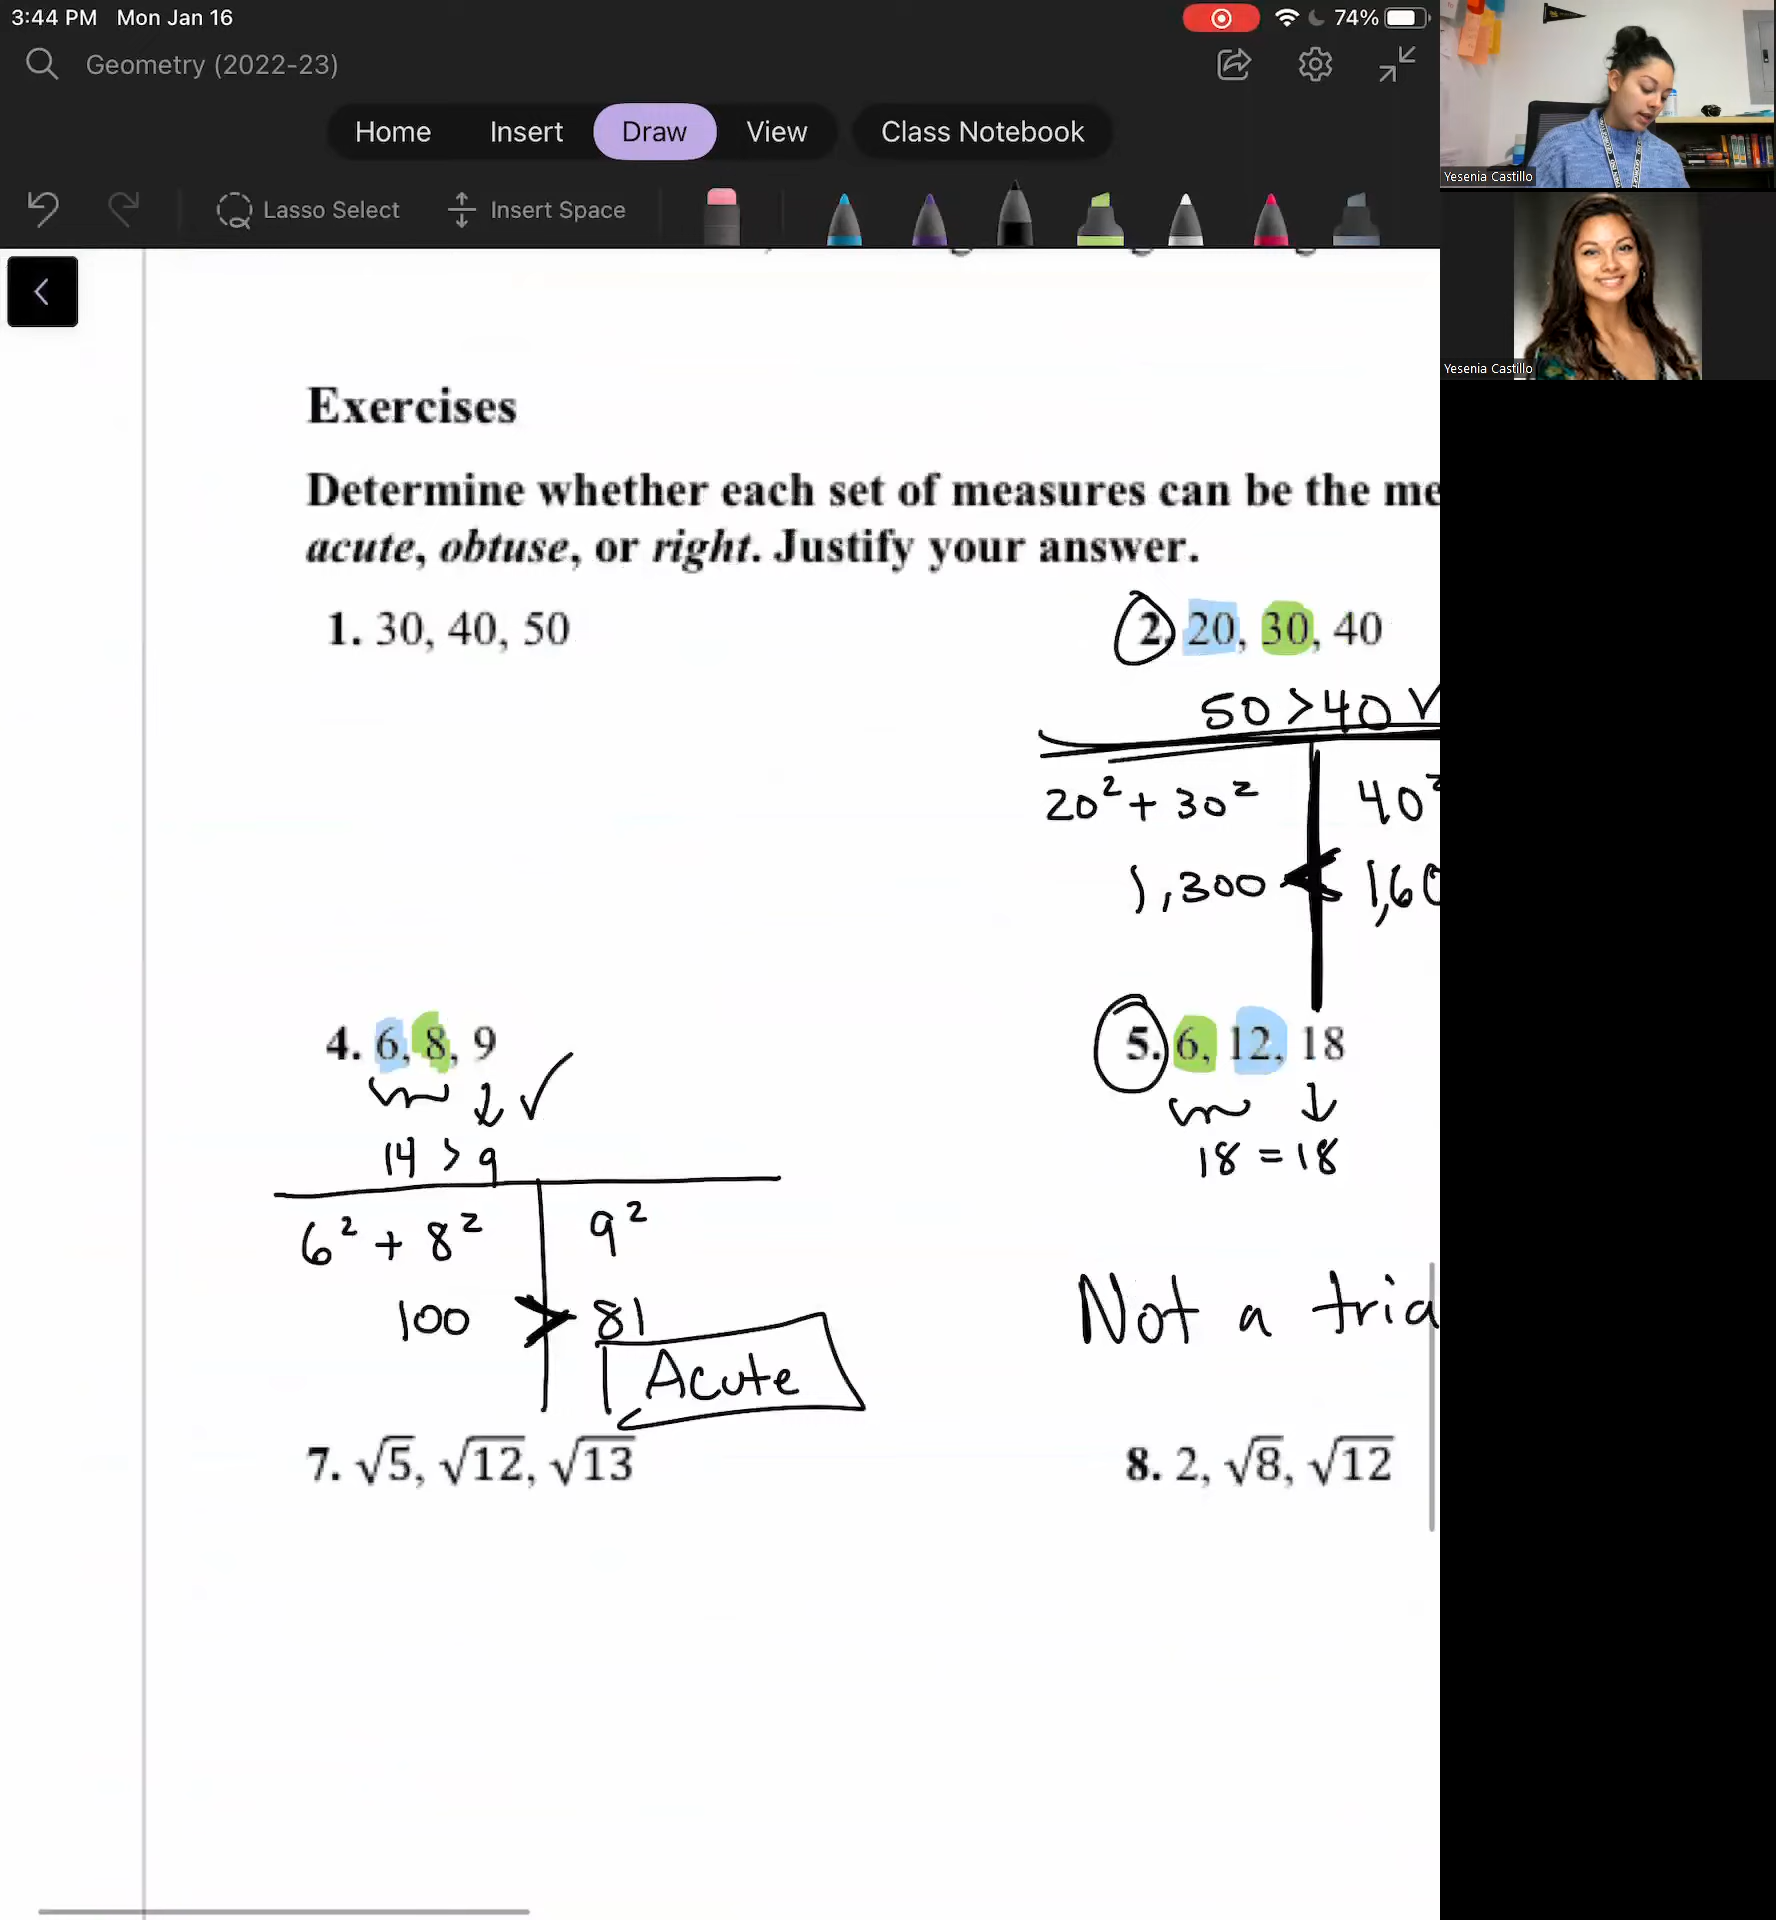 3:44 PM Mon Jan 16
74%
Geometry (2022-23)
Home Insert Draw View Class Notebook
Lasso Select Insert Space
Yesenia Castillo
Yesenia Castillo
Exercises
Determine whether each set of measures can be the me
acute, obtuse, or right. Justify your answer.
1. 30, 40, 50
2. 20, 30, 40
50 > 40 ✓
20² + 30² 40²
1,300 < 1,60
4. 6, 8, 9
✓
14 > 9
6² + 8² 9²
100 > 81
Acute
5. 6, 12, 18
18 = 18
Not a tria
7. √5, √12, √13
8. 2, √8, √12